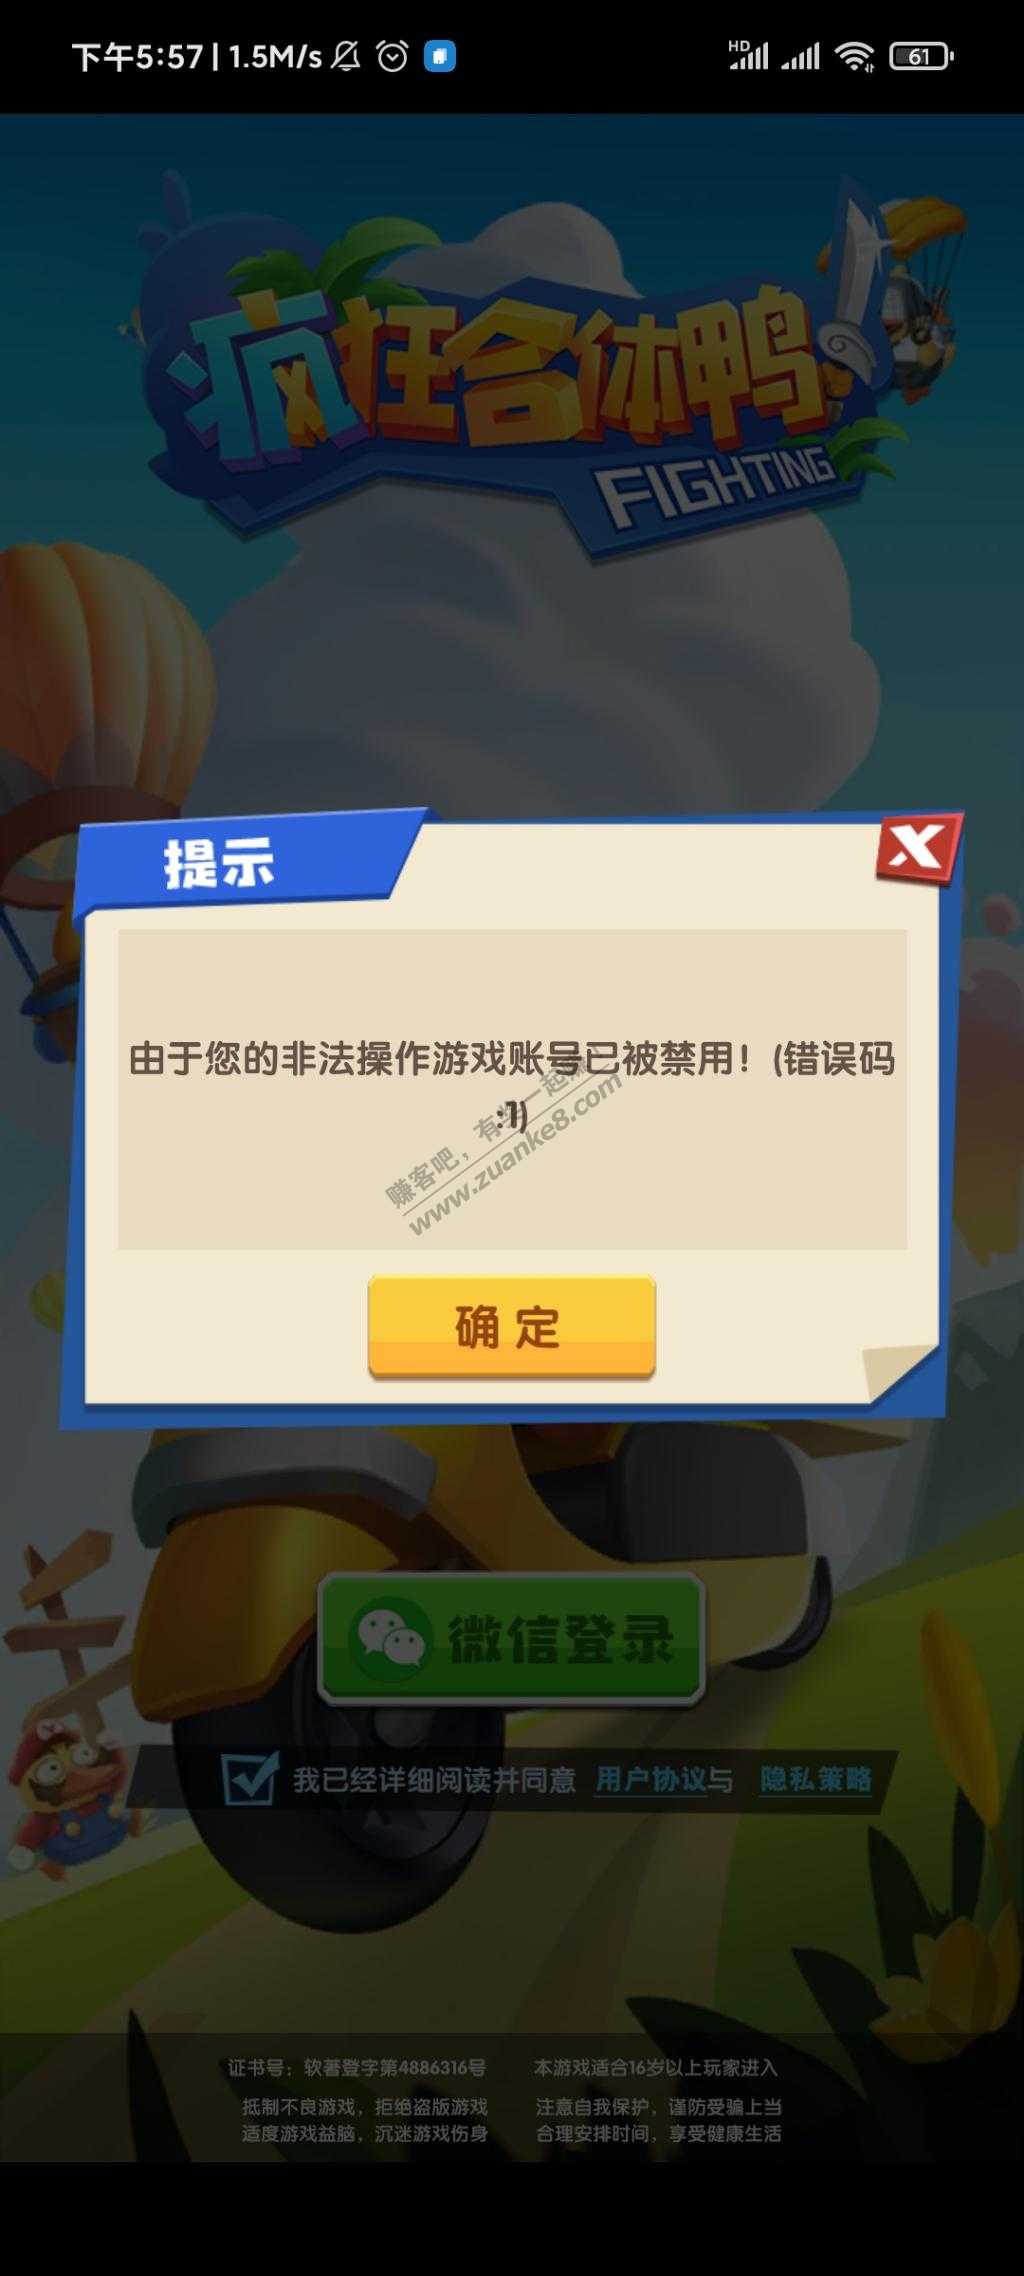 下午5:57 | 1.5M/s
HD 61
疯狂合体鸭
FIGHTING
提示
由于您的非法操作游戏账号已被禁用！(错误码
:1)
赚客吧，有奖一起赚！
www.zuanke8.com
确 定
微信登录
我已经详细阅读并同意 用户协议与 隐私策略
证书号：软著登字第4886316号 本游戏适合16岁以上玩家进入
抵制不良游戏，拒绝盗版游戏 注意自我保护，谨防受骗上当
适度游戏益脑，沉迷游戏伤身 合理安排时间，享受健康生活